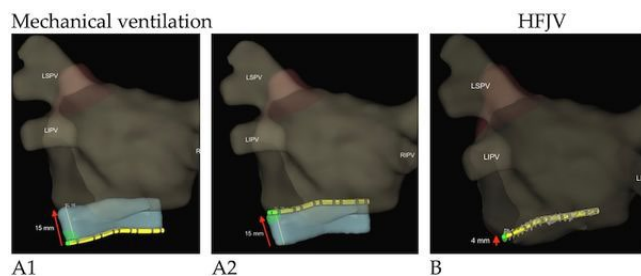 Mechanical ventilation
HFJV
LSPV
LIPV
15 mm
LSPV
LIPV
RIPV
15 mm
LSPV
LIPV
4 mm
A1
A2
B